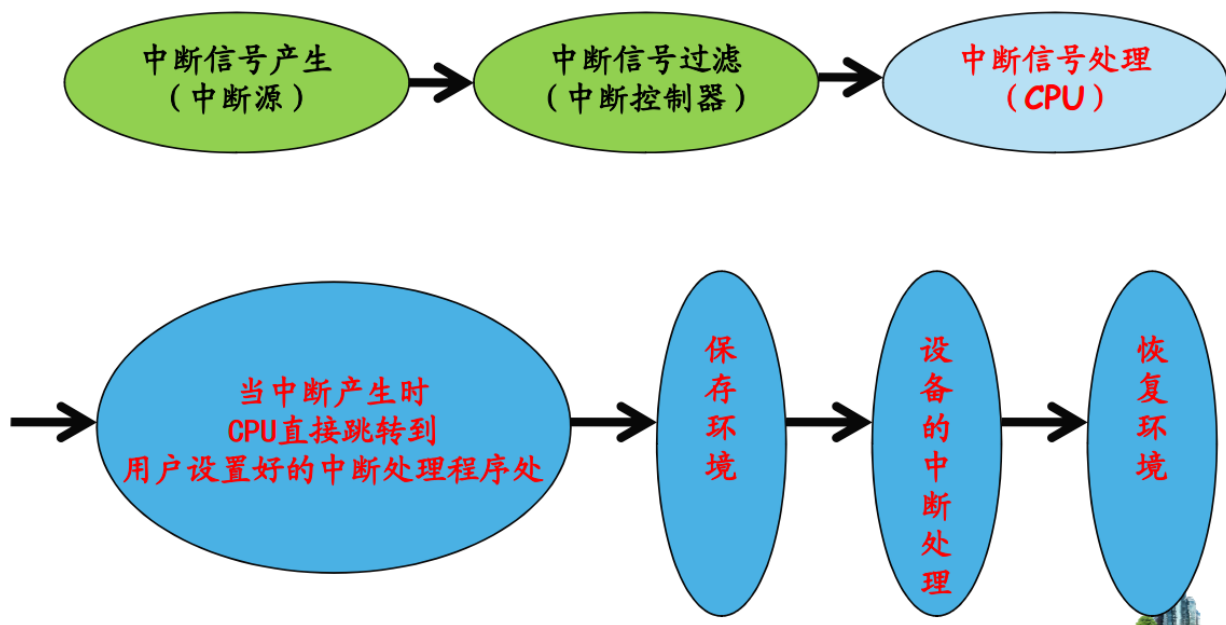 中断信号产生
（中断源）
中断信号过滤
（中断控制器）
中断信号处理
（CPU）
当中断产生时
CPU直接跳转到
用户设置好的中断处理程序处
保存环境
设备的中断处理
恢复环境